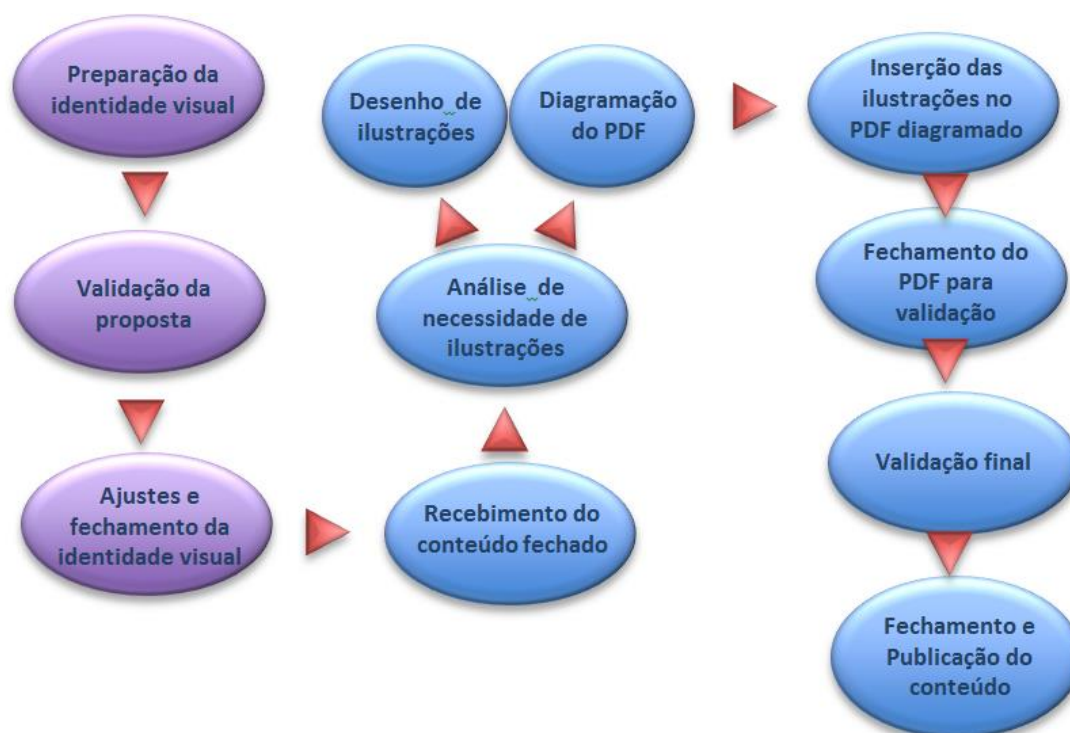 Preparação da
identidade visual
Validação da
proposta
Ajustes e
fechamento da
identidade visual
Recebimento do
conteúdo fechado
Análise de
necessidade de
ilustrações
Desenho de
ilustrações
Diagramação
do PDF
Inserção das
ilustrações no
PDF diagramado
Fechamento do
PDF para
validação
Validação final
Fechamento e
Publicação do
conteúdo